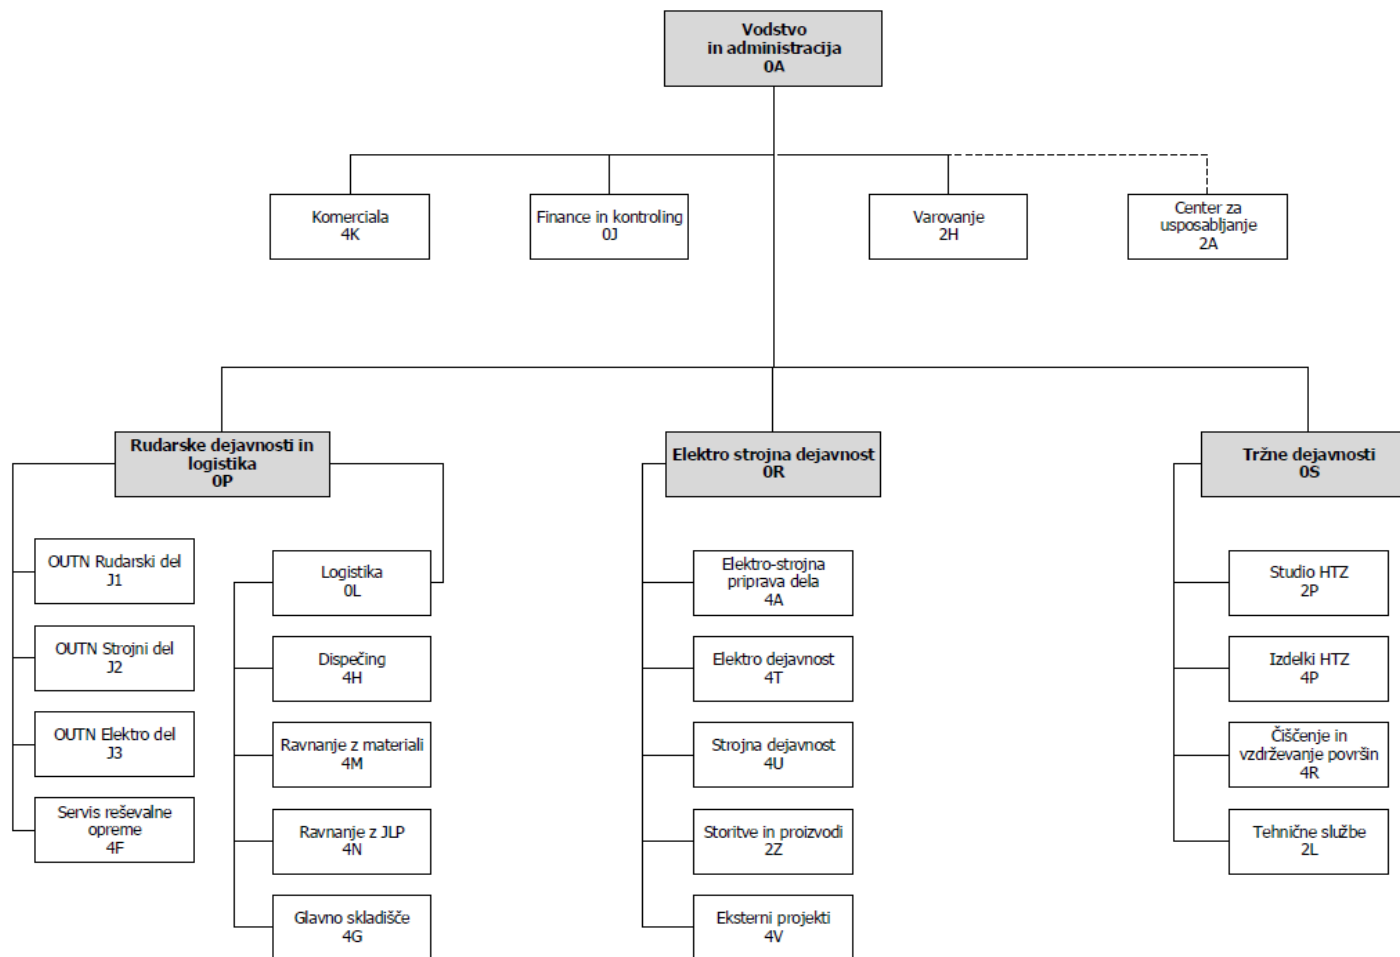 Vodstvo
in administracija
0A
Komerciala
4K
Finance in kontroling
0J
Varovanje
2H
Center za
usposabljanje
2A
Rudarske dejavnosti in
logistika
0P
Elektro strojna dejavnost
0R
Tržne dejavnosti
0S
OUTN Rudarski del
J1
OUTN Strojni del
J2
OUTN Elektro del
J3
Servis reševalne
opreme
4F
Logistika
0L
Dispečing
4H
Ravnanje z materiali
4M
Ravnanje z JLP
4N
Glavno skladišče
4G
Elektro-strojna
priprava dela
4A
Elektro dejavnost
4T
Strojna dejavnost
4U
Storitve in proizvodi
2Z
Eksterni projekti
4V
Studio HTZ
2P
Izdelki HTZ
4P
Čiščenje in
vzdrževanje površin
4R
Tehnične službe
2L